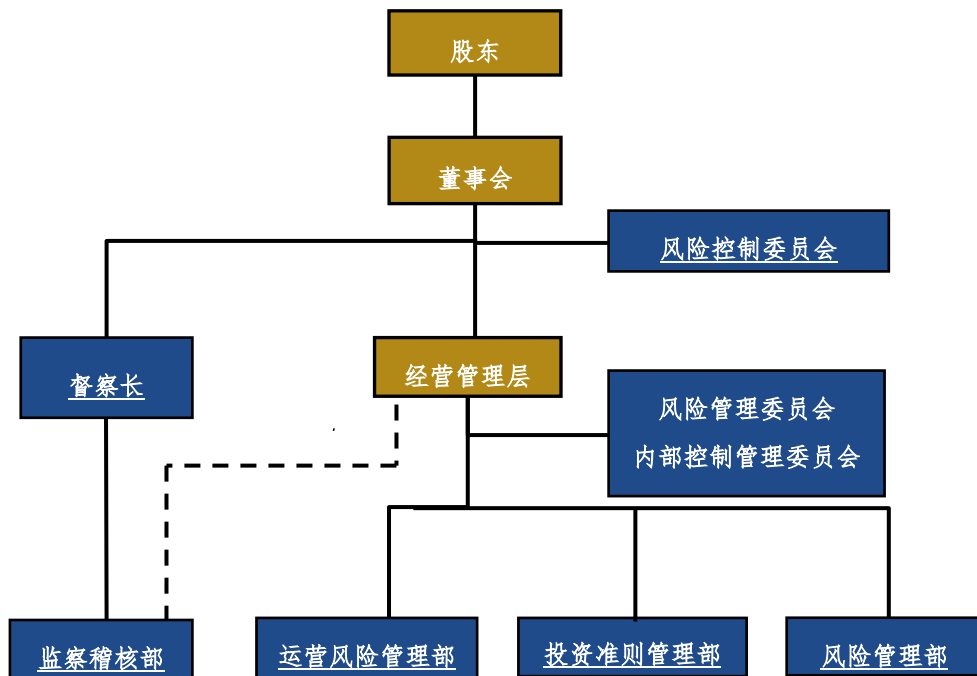 股东
董事会
风险控制委员会
督察长
经营管理层
风险管理委员会
内部控制管理委员会
监察稽核部
运营风险管理部
投资准则管理部
风险管理部